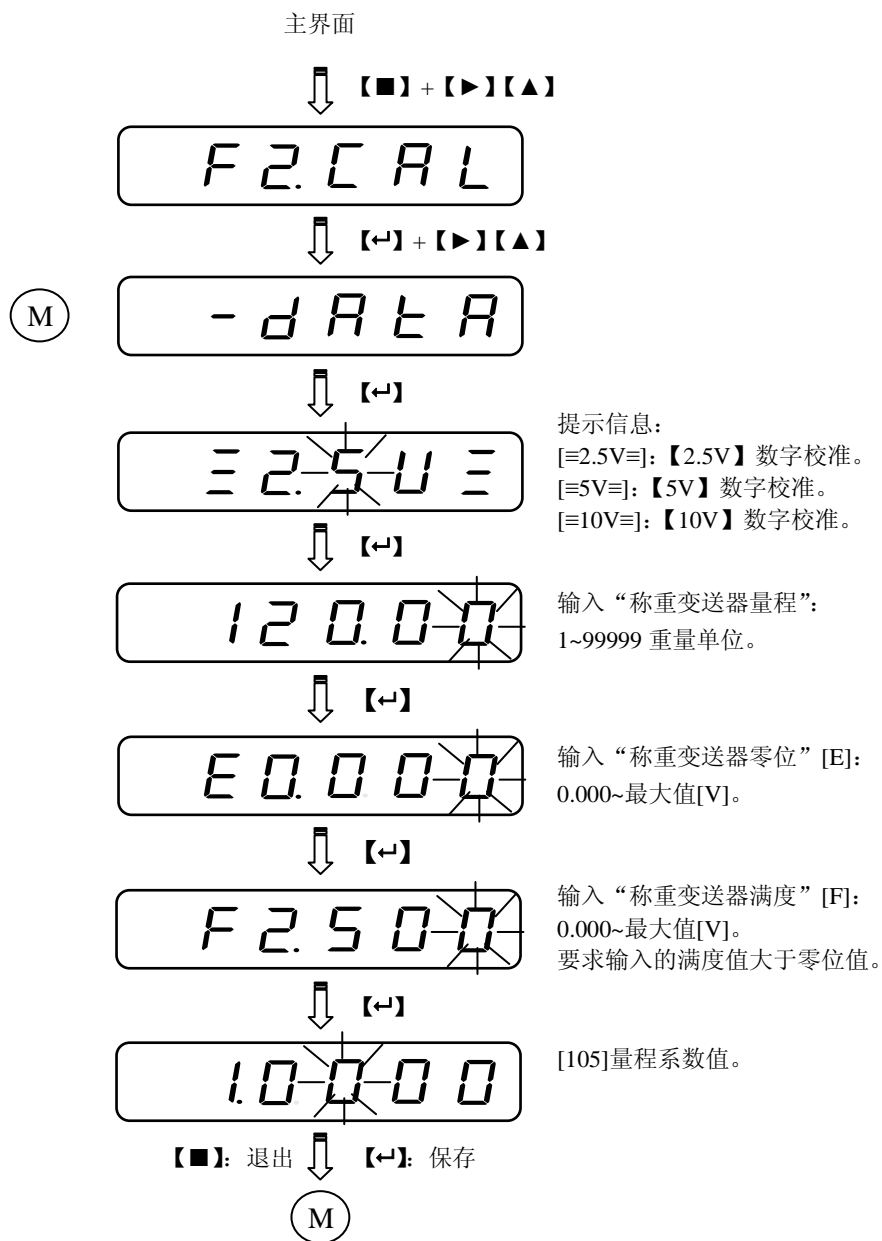 主界面
【■】+【►】【▲】
F2.CAL
【↵】+【►】【▲】
M
-dAtA
【↵】
提示信息：
[≡2.5V≡]：【2.5V】数字校准。
[≡5V≡]：【5V】数字校准。
[≡10V≡]：【10V】数字校准。
Ξ2.5UΞ
【↵】
120.00
输入“称重变送器量程”：
1~99999 重量单位。
【↵】
E0.000
输入“称重变送器零位”[E]：
0.000~最大值[V]。
【↵】
F2.500
输入“称重变送器满度”[F]：
0.000~最大值[V]。
要求输入的满度值大于零位值。
【↵】
1.0000
[105]量程系数值。
【■】：退出 【↵】：保存
M